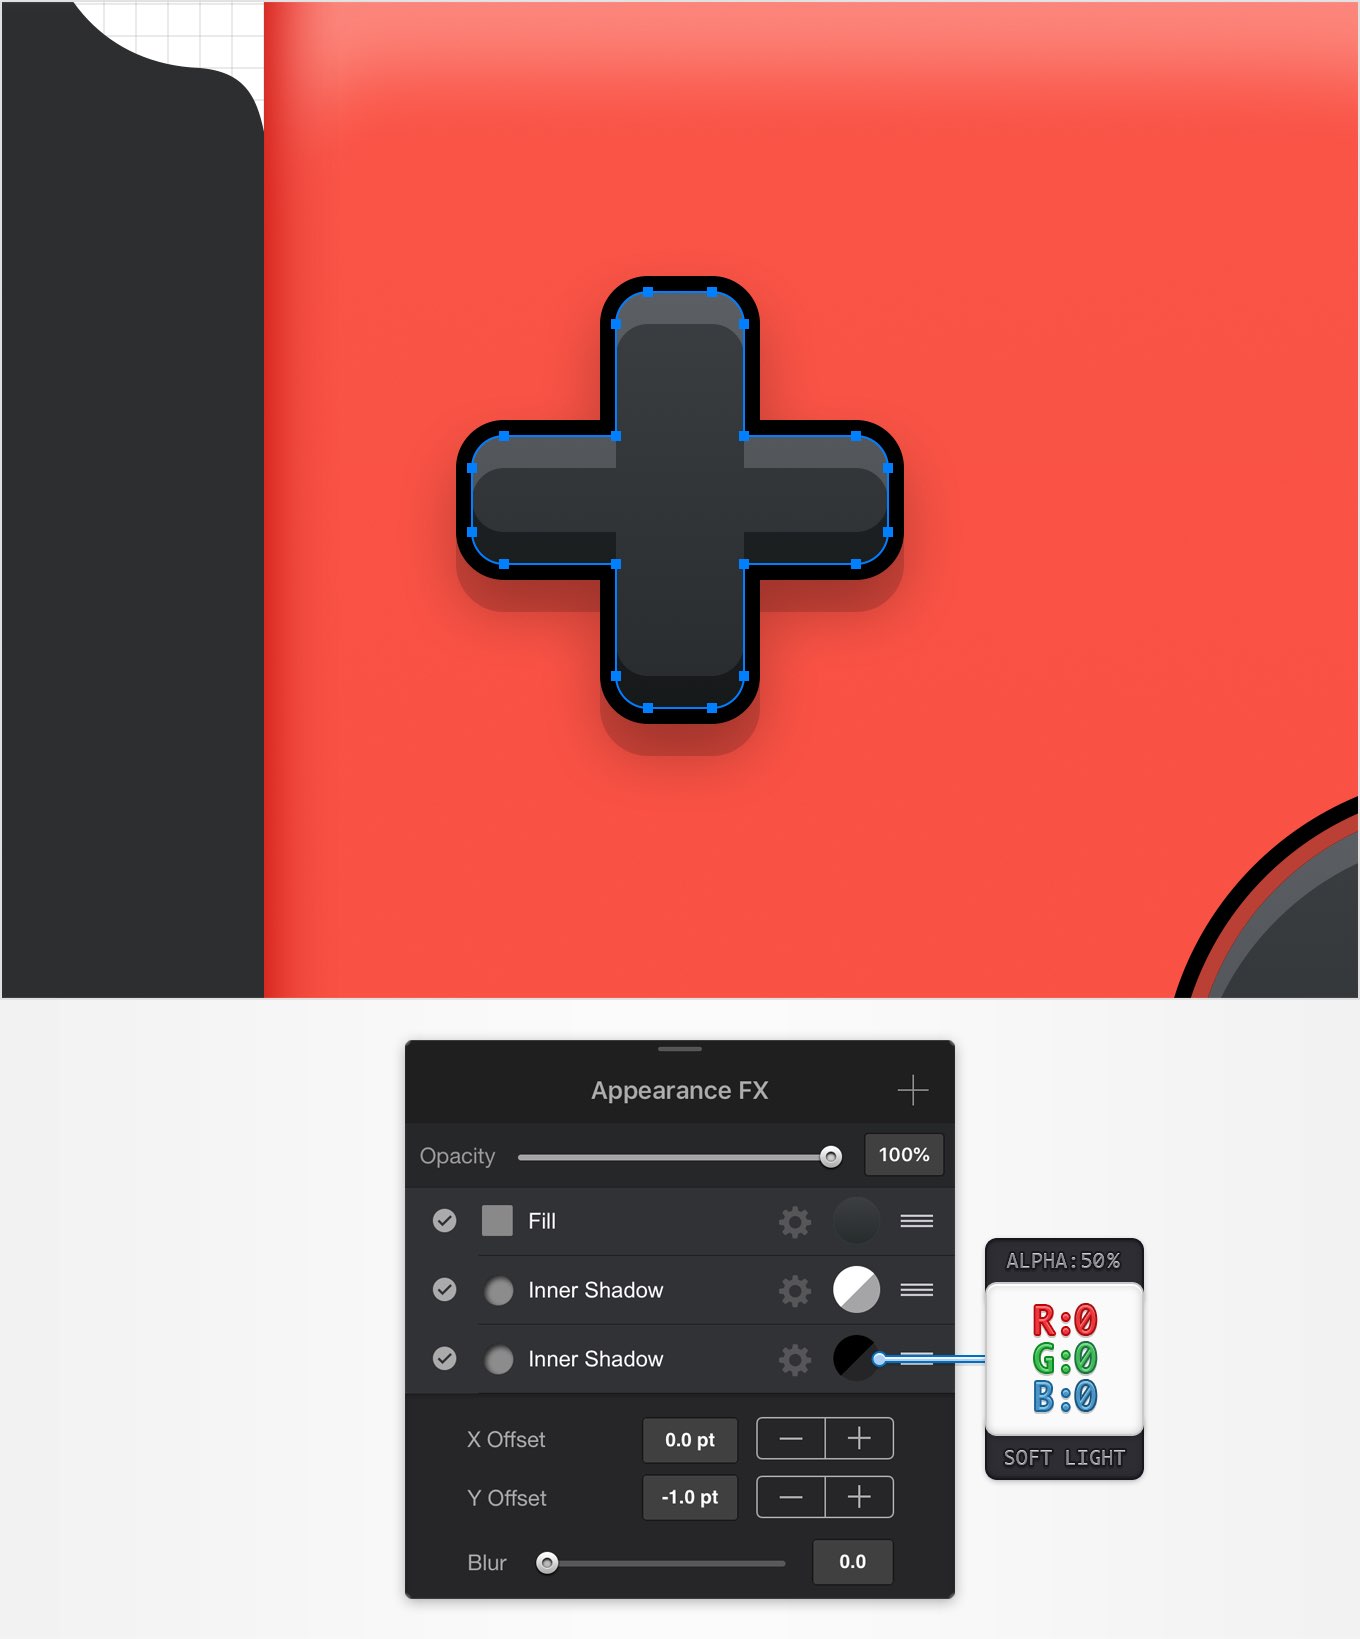 Appearance FX
Opacity 100%
Fill
Inner Shadow
Inner Shadow
X Offset 0.0 pt
Y Offset -1.0 pt
Blur 0.0
ALPHA:50%
R:0
G:0
B:0
SOFT LIGHT